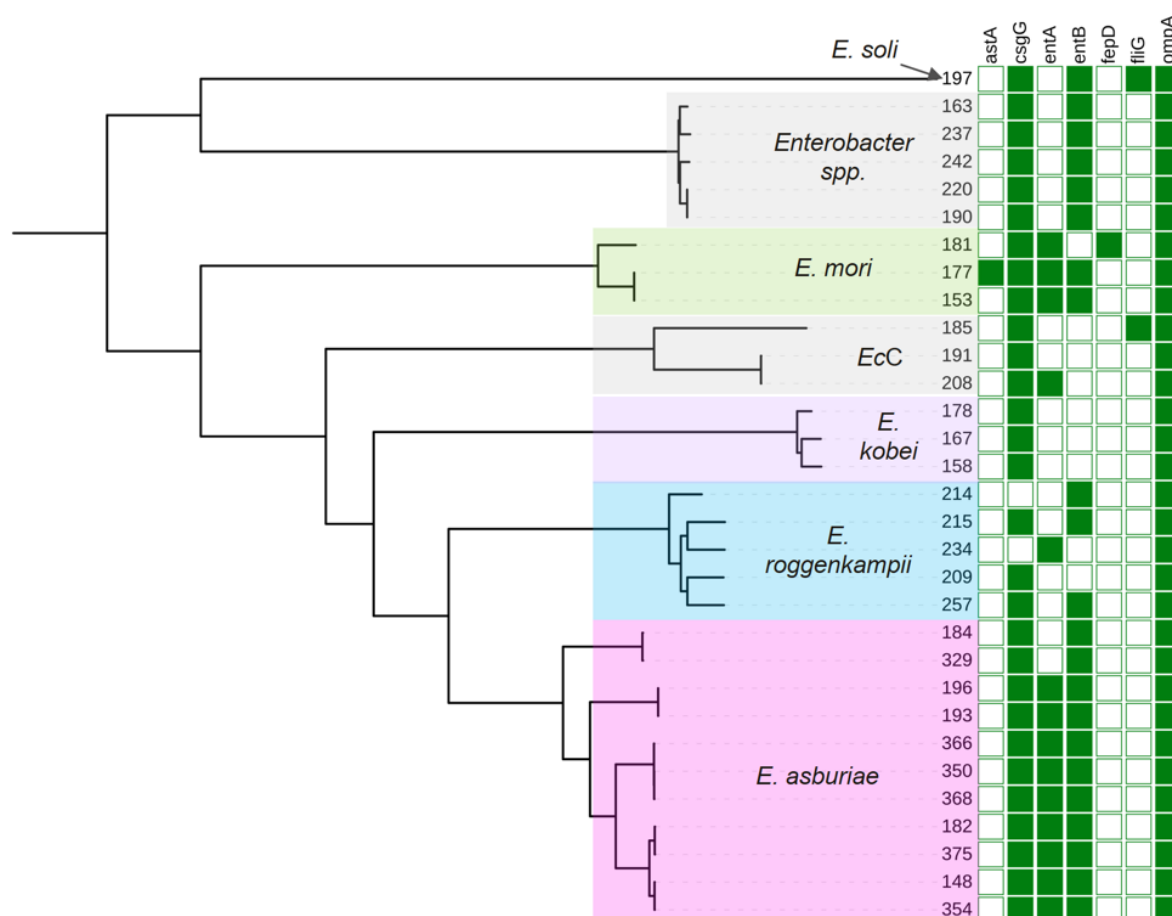 astA
csgG
entA
entB
fepD
fliG
ompA
E. soli
197
163
237
Enterobacter
spp.
242
220
190
181
E. mori
177
153
185
EcC
191
208
178
E.
kobei
167
158
214
215
E.
roggenkampii
234
209
257
184
329
196
193
366
E. asburiae
350
368
182
375
148
354